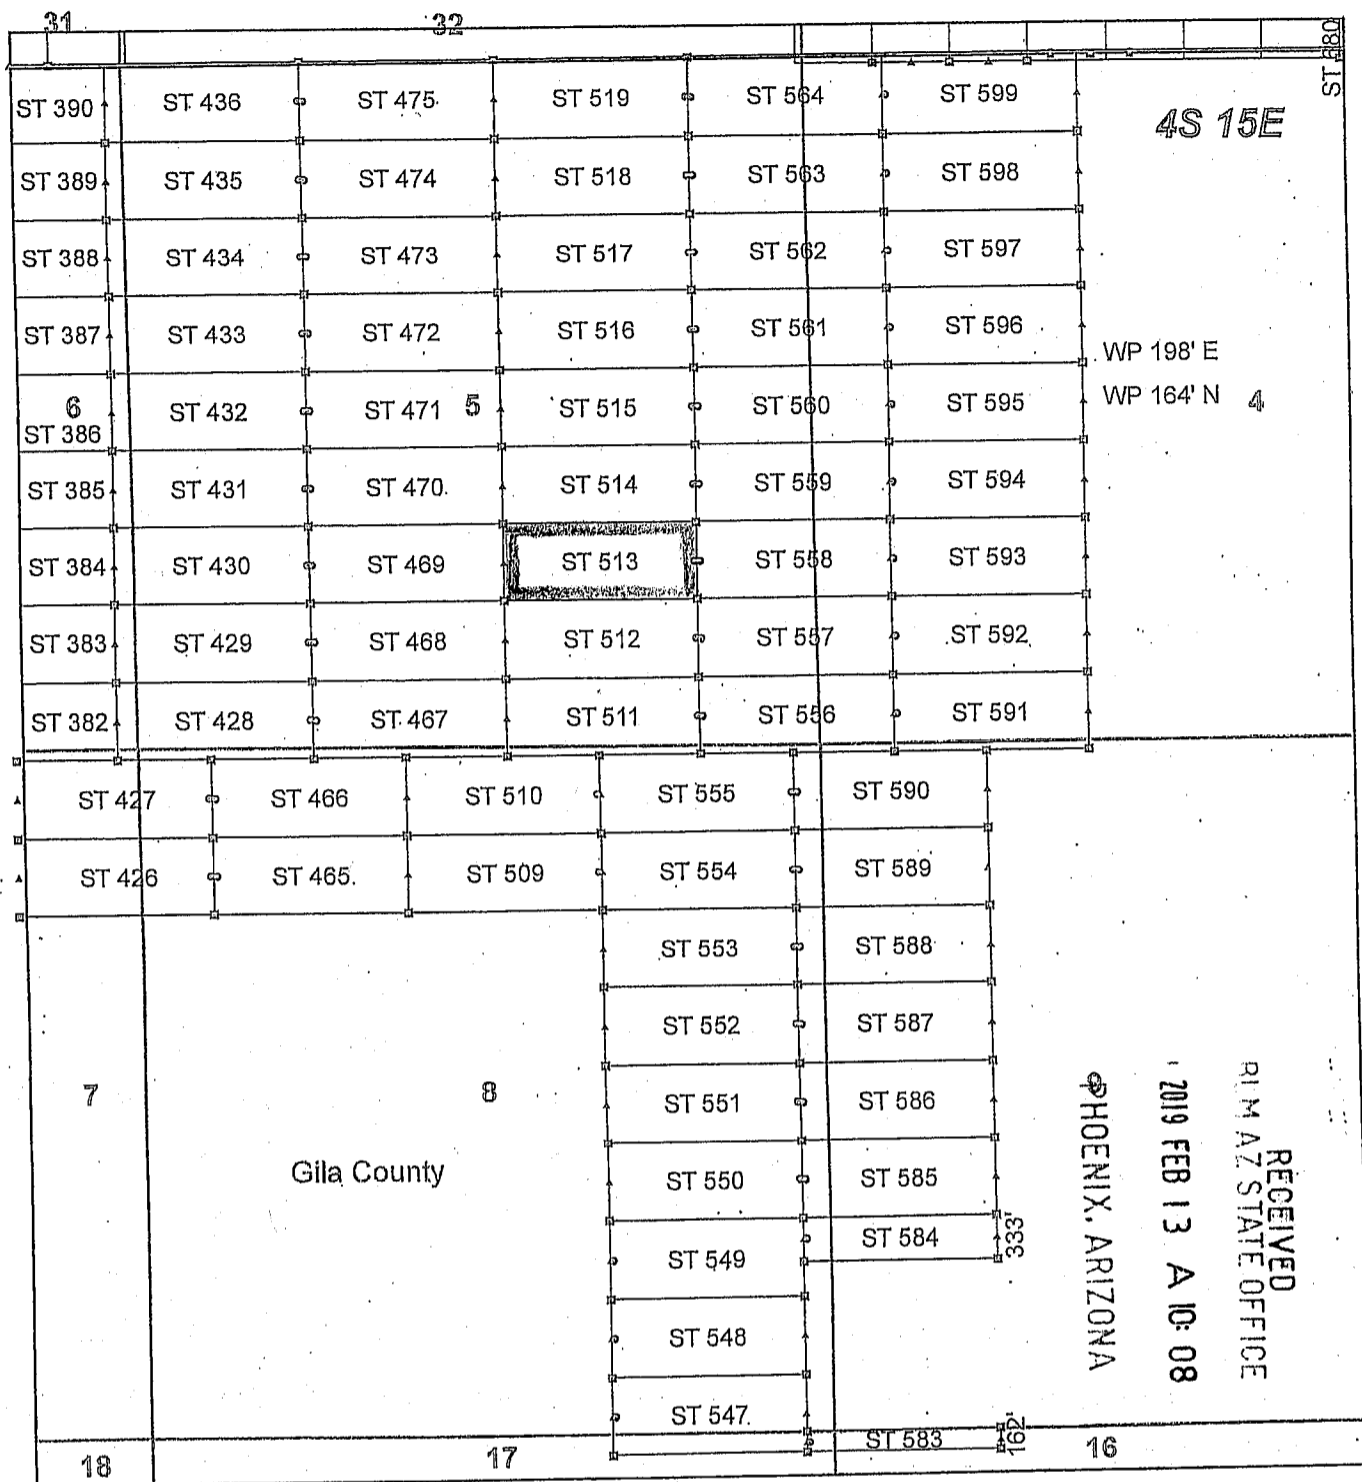 31 32
ST 680
ST 390 ST 436 ST 475 ST 519 ST 564 ST 599
4S 15E
ST 389 ST 435 ST 474 ST 518 ST 563 ST 598
ST 388 ST 434 ST 473 ST 517 ST 562 ST 597
ST 387 ST 433 ST 472 ST 516 ST 561 ST 596
WP 198' E
WP 164' N 4
6
ST 386 ST 432 ST 471 5 ST 515 ST 560 ST 595
ST 385 ST 431 ST 470 ST 514 ST 559 ST 594
ST 384 ST 430 ST 469 ST 513 ST 558 ST 593
ST 383 ST 429 ST 468 ST 512 ST 557 ST 592
ST 382 ST 428 ST 467 ST 511 ST 556 ST 591
ST 427 ST 466 ST 510 ST 555 ST 590
ST 426 ST 465 ST 509 ST 554 ST 589
ST 553 ST 588
ST 552 ST 587
7 8 ST 551 ST 586
Gila County
ST 550 ST 585
ST 584 333'
ST 549
ST 548
ST 547
ST 583 162'
18 17 16
RECEIVED
BLM AZ STATE OFFICE
2019 FEB 13 A 10: 08
PHOENIX, ARIZONA